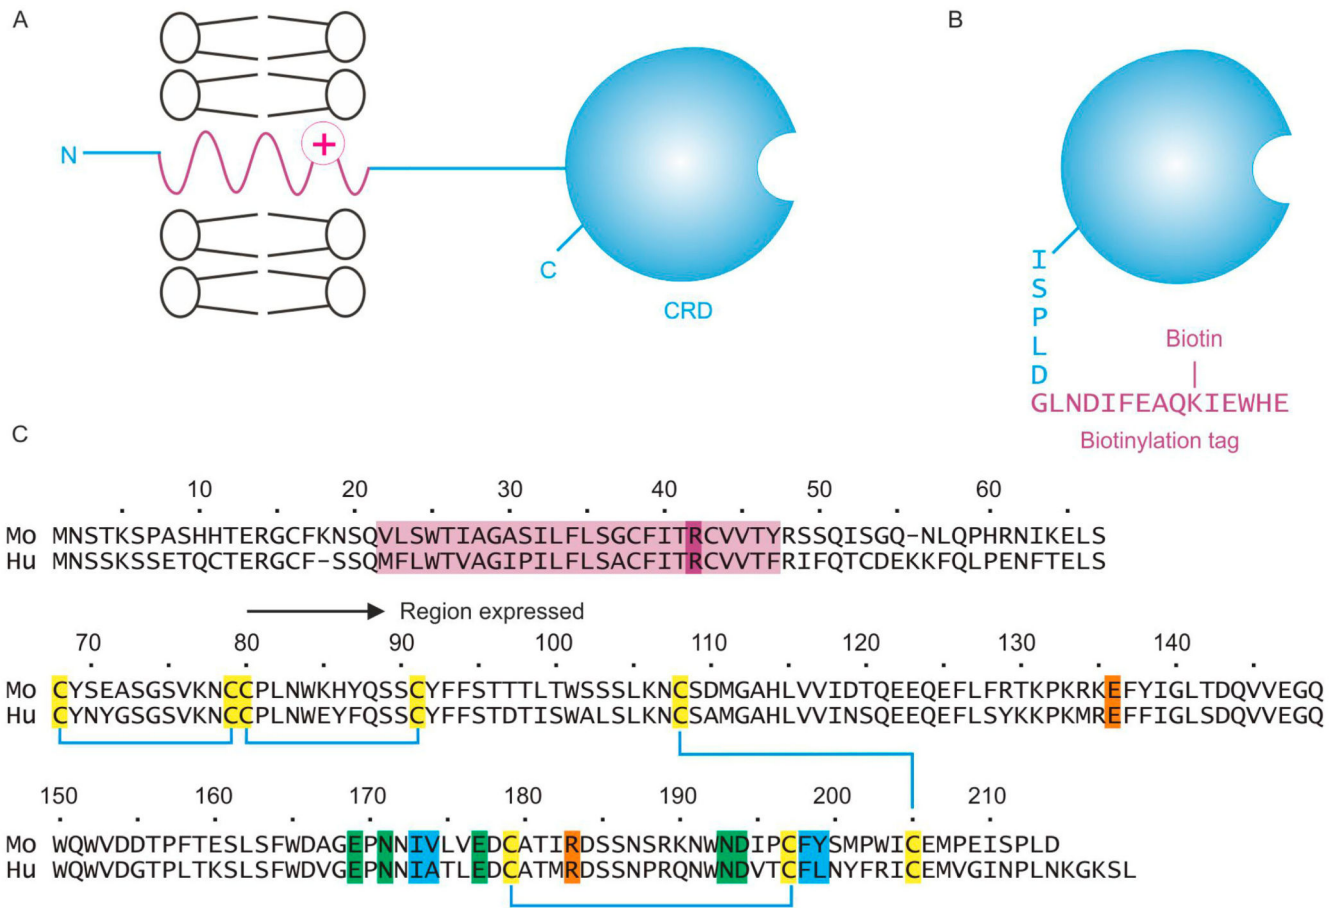 A
B
N
+
C
CRD
I
S
P
L
D
Biotin
GLNDIFEAQKIEWHE
Biotinylation tag
C
10 20 30 40 50 60
Mo MNSTKSPASHHTERGCFKNSQVLSWTIAGASILFLSGCFITRCVVTYRSSQISGQ-NLQPHRNIKELS
Hu MNSSKSSETQCTERGCF-SSQMFLWTVAGIPILFLSACFITRCVVTFRIFQTCDEKKFQLPENFTELS
Region expressed
70 80 90 100 110 120 130 140
Mo CYSEASGSVKNCCPLNWKHYQSSCYFFSTTTLTWSSSLKNCSDMGAHLVVIDTQEEQEFLFRTKPKRKEFYIGLTDQVVEGQ
Hu CYNYGSGSVKNCCPLNWEYFQSSCYFFSTDTISWALSLKNCSAMGAHLVVINSQEEQEFLSYKKPKMREFFIGLSDQVVEGQ
150 160 170 180 190 200 210
Mo WQWVDDTPFTESLSFWDAGEPNNIVLVEDCATIRDSSNSRKNWNDIPCFYSMPWICEMPEISPLD
Hu WQWVDGTPLTKSLSFWDVGEPNNIATLEDCATMRDSSNPRQNWNDVTCFLNYFRICEMVGINPLNKGKSL